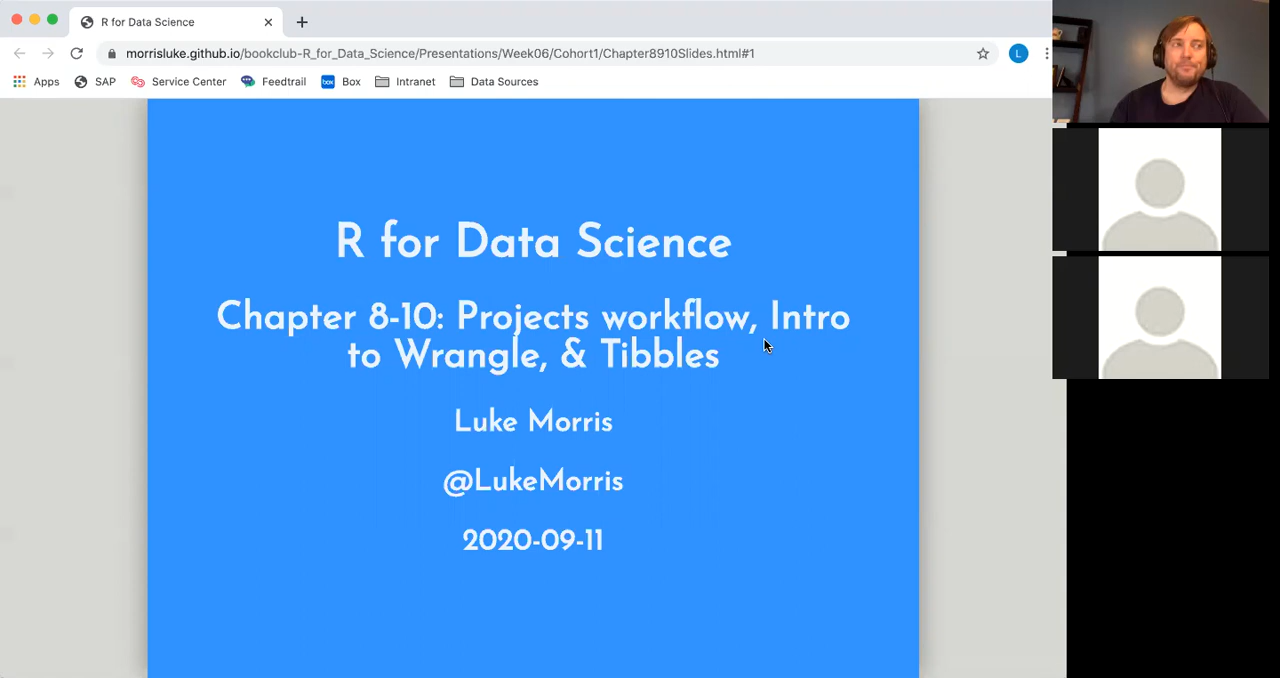 R for Data Science
morrisluke.github.io/bookclub-R_for_Data_Science/Presentations/Week06/Cohort1/Chapter8910Slides.html#1
L
Apps SAP Service Center Feedtrail box Box Intranet Data Sources
R for Data Science
Chapter 8-10: Projects workflow, Intro
to Wrangle, & Tibbles
Luke Morris
@LukeMorris
2020-09-11